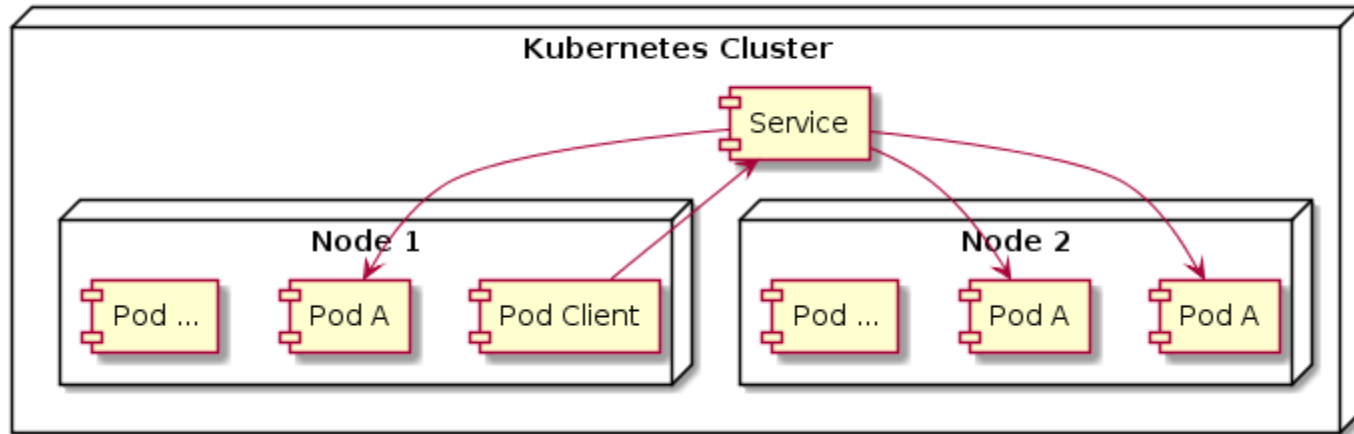 Kubernetes Cluster
Service
Node 1
Node 2
Pod ...
Pod A
Pod Client
Pod ...
Pod A
Pod A